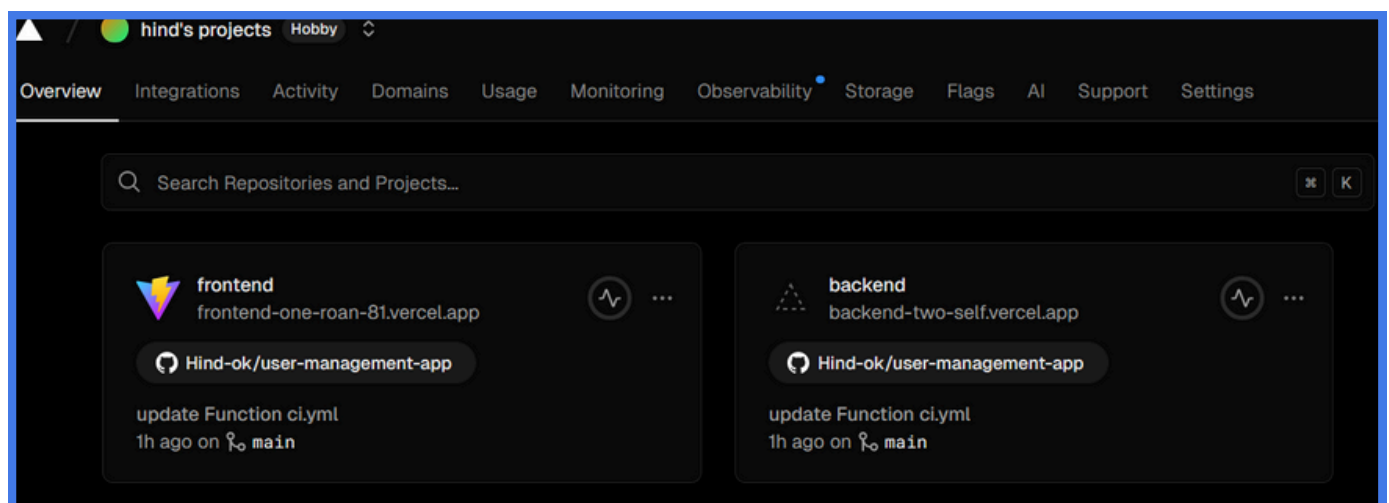 / hind's projects Hobby
Overview Integrations Activity Domains Usage Monitoring Observability Storage Flags AI Support Settings
Search Repositories and Projects... ⌘ K
frontend
frontend-one-roan-81.vercel.app
Hind-ok/user-management-app
update Function ci.yml
1h ago on main
backend
backend-two-self.vercel.app
Hind-ok/user-management-app
update Function ci.yml
1h ago on main